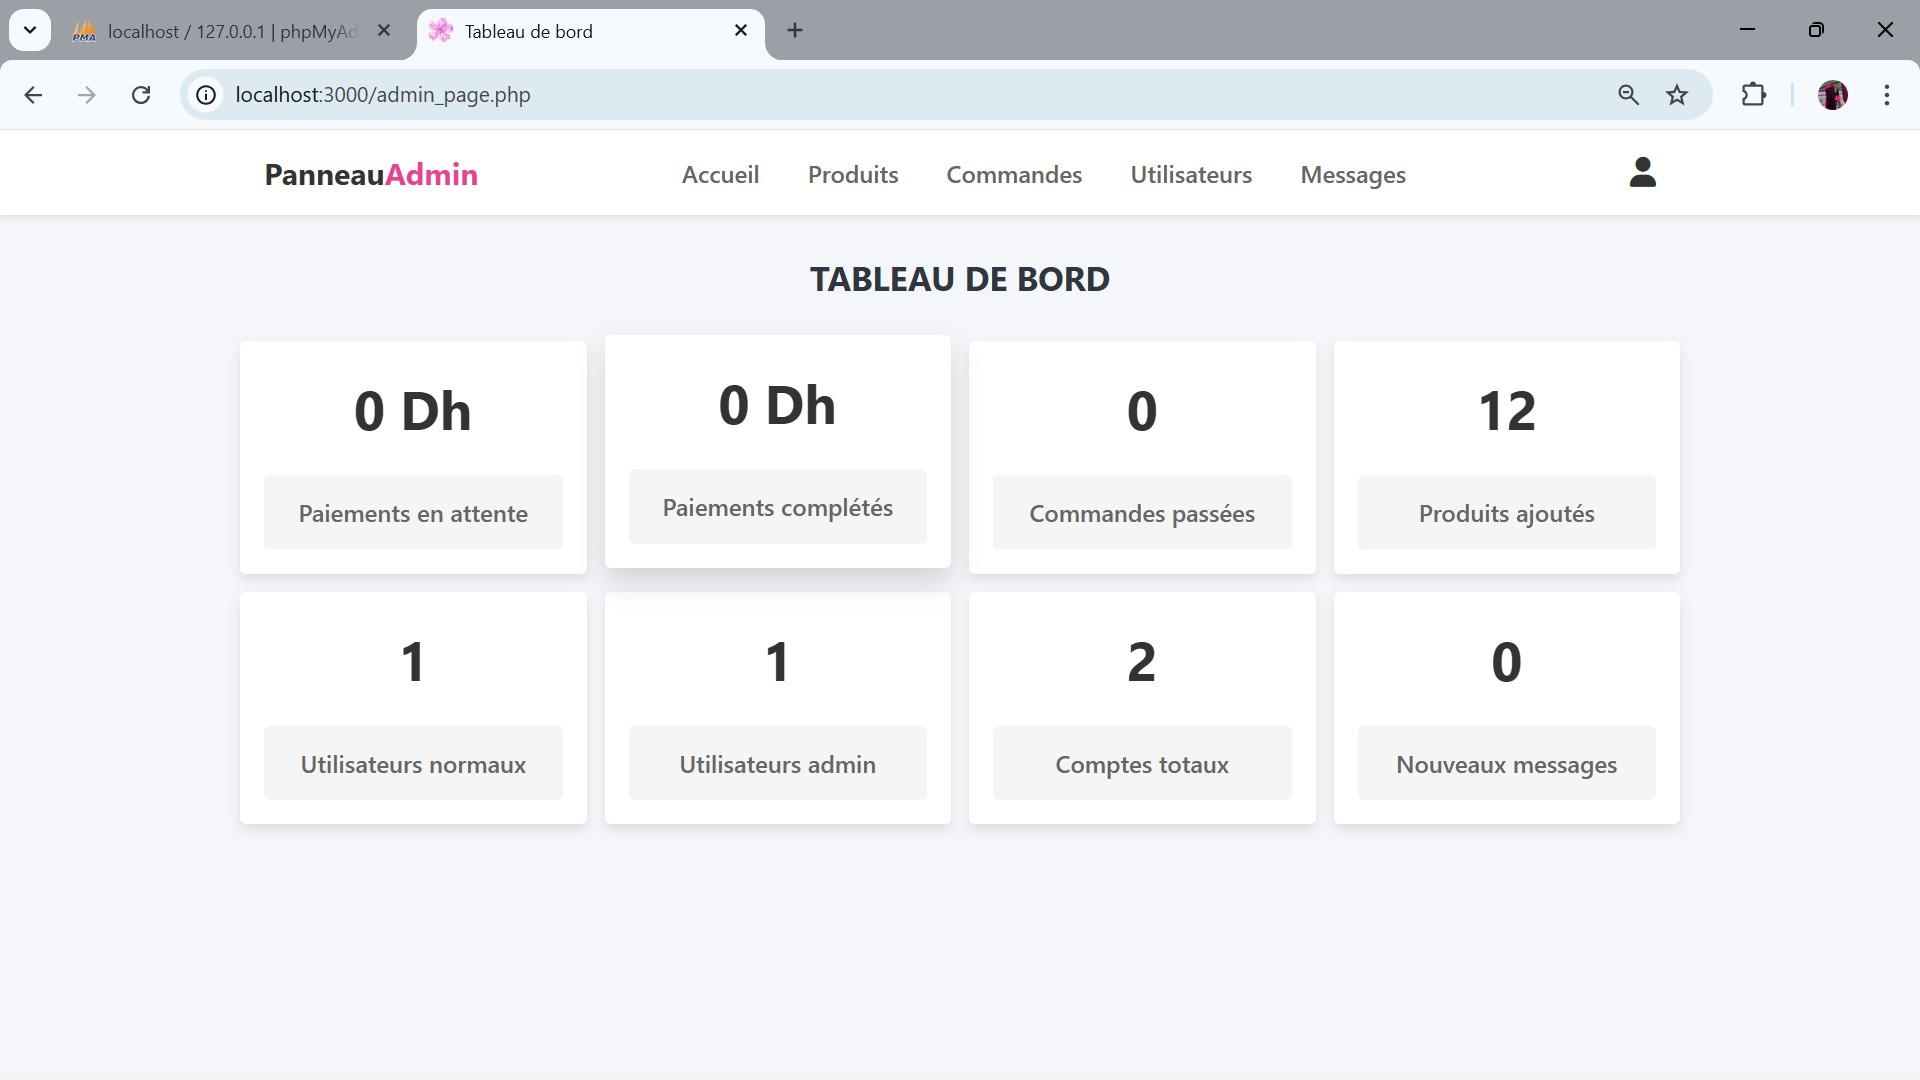 localhost / 127.0.0.1 | phpMyAd
Tableau de bord
localhost:3000/admin_page.php
PanneauAdmin
Accueil
Produits
Commandes
Utilisateurs
Messages
TABLEAU DE BORD
0 Dh
Paiements en attente
0 Dh
Paiements complétés
0
Commandes passées
12
Produits ajoutés
1
Utilisateurs normaux
1
Utilisateurs admin
2
Comptes totaux
0
Nouveaux messages